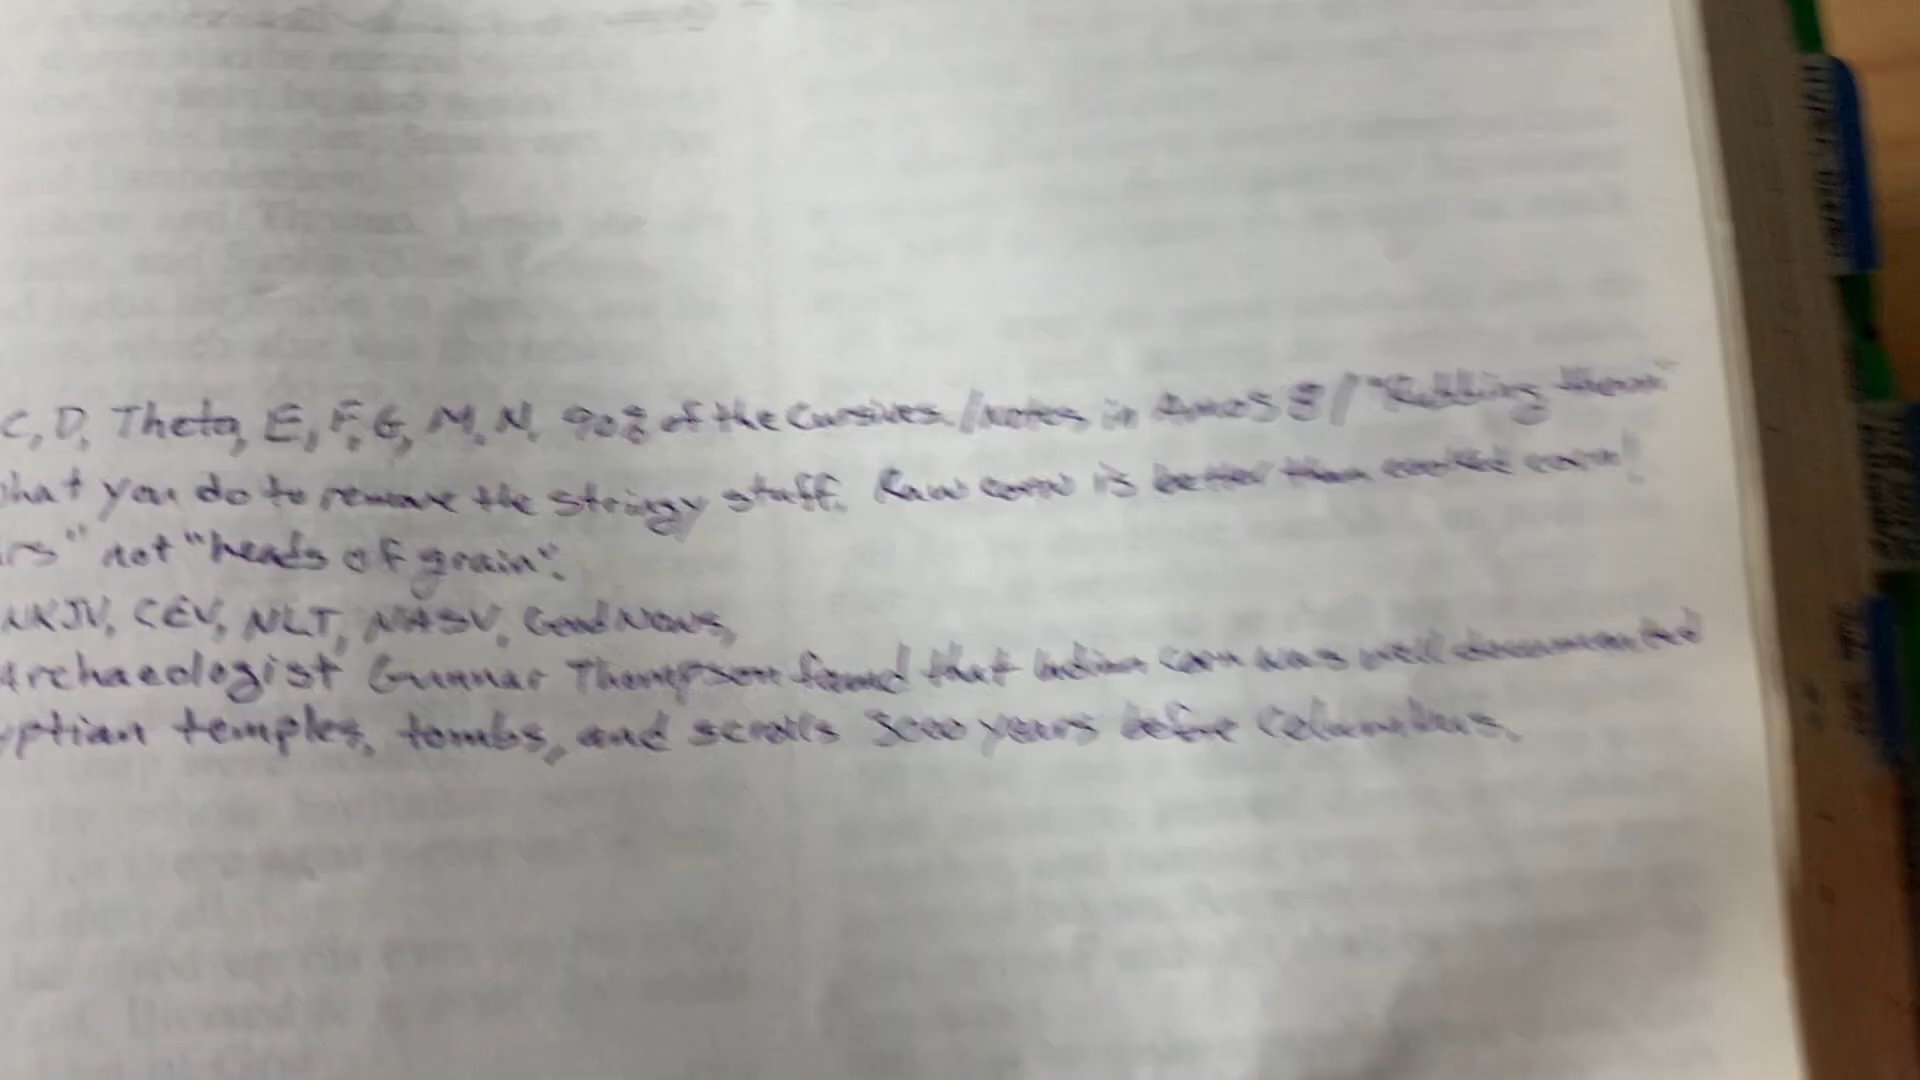 C, D, Theta, E, F, G, M, N, 90% of the Cursives. /notes in Amos 8/ "Rubbing them"
what you do to remove the stringy stuff. Raw corn is better than cooked corn!
rs" not "heads of grain".
NKJV, CEV, NLT, NASV, Good News,
Archaeologist Gunnar Thompson found that Indian corn was well documented
yptian temples, tombs, and scrolls 3000 years before Columbus.